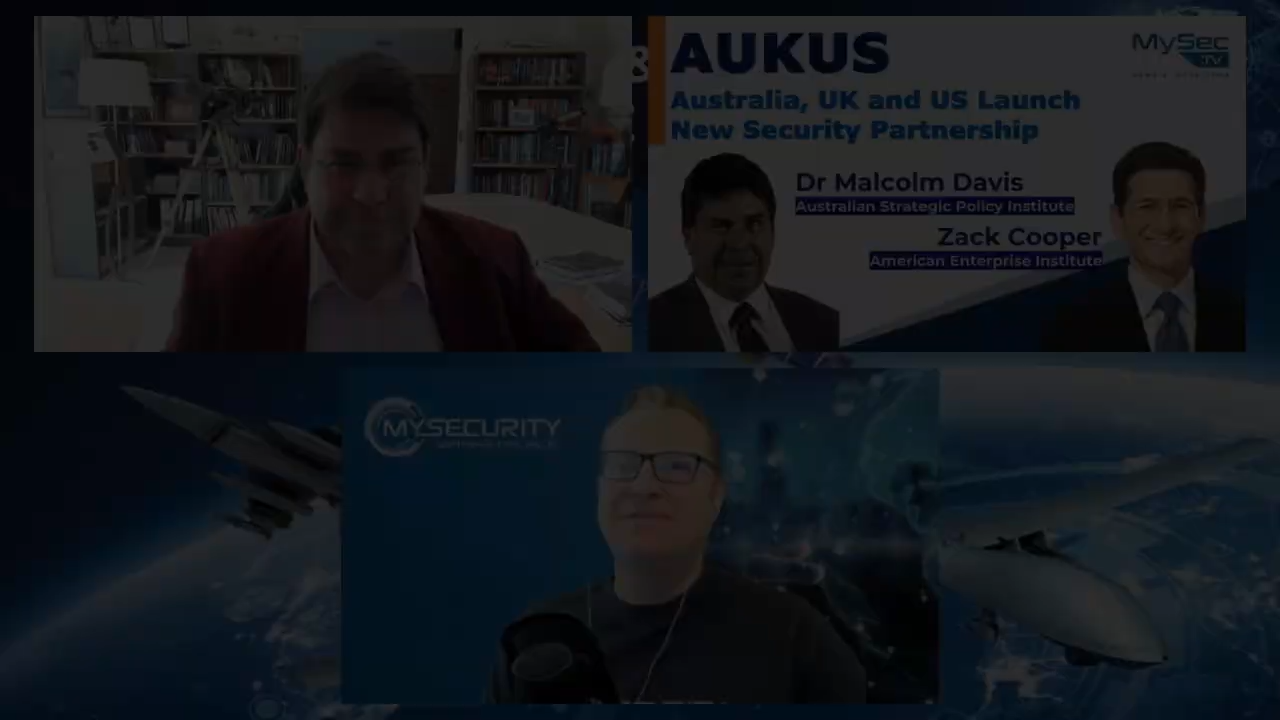 &
AUKUS
MySec
TV
Australia, UK and US Launch
New Security Partnership
Dr Malcolm Davis
Australian Strategic Policy Institute
Zack Cooper
American Enterprise Institute
MYSECURITY